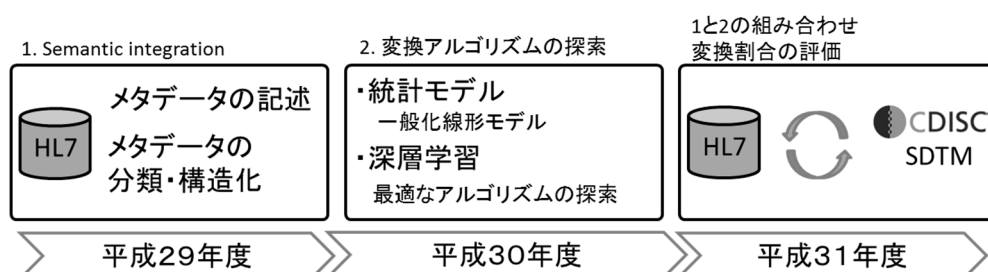 1. Semantic integration
HL7
メタデータの記述
メタデータの
分類・構造化
平成29年度
2. 変換アルゴリズムの探索
・統計モデル
一般化線形モデル
・深層学習
最適なアルゴリズムの探索
平成30年度
1と2の組み合わせ
変換割合の評価
HL7
CDISC
SDTM
平成31年度